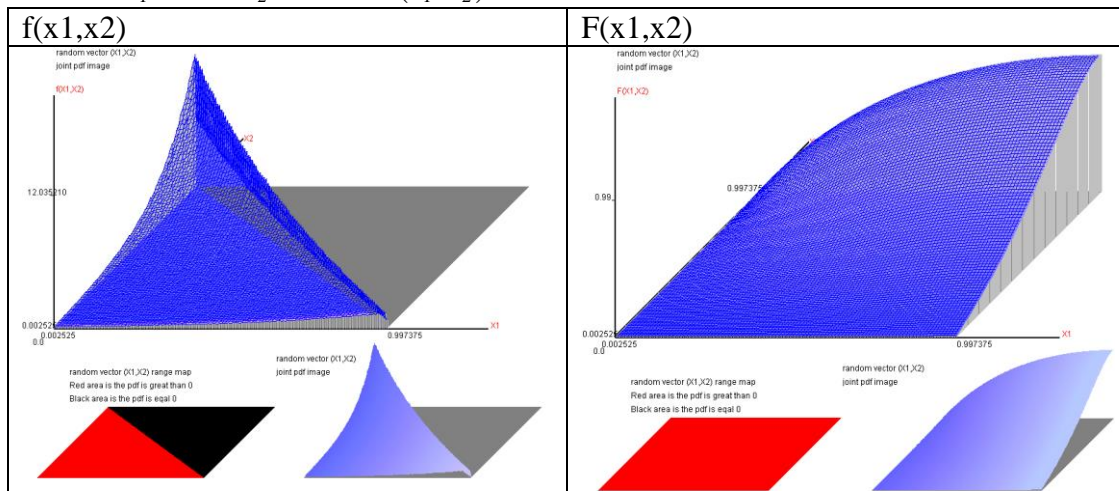 f(x1,x2)
random vector (X1,X2)
joint pdf image
f(X1,X2)
X2
12.035210
0.002525
0.002525
0.0
0.997375
X1
random vector (X1,X2) range map
Red area is the pdf is great than 0
Black area is the pdf is eqal 0
random vector (X1,X2)
joint pdf image
F(x1,x2)
random vector (X1,X2)
joint pdf image
F(X1,X2)
0.997375
0.99
0.002525
0.0
0.997375
X1
random vector (X1,X2) range map
Red area is the pdf is great than 0
Black area is the pdf is eqal 0
random vector (X1,X2)
joint pdf image